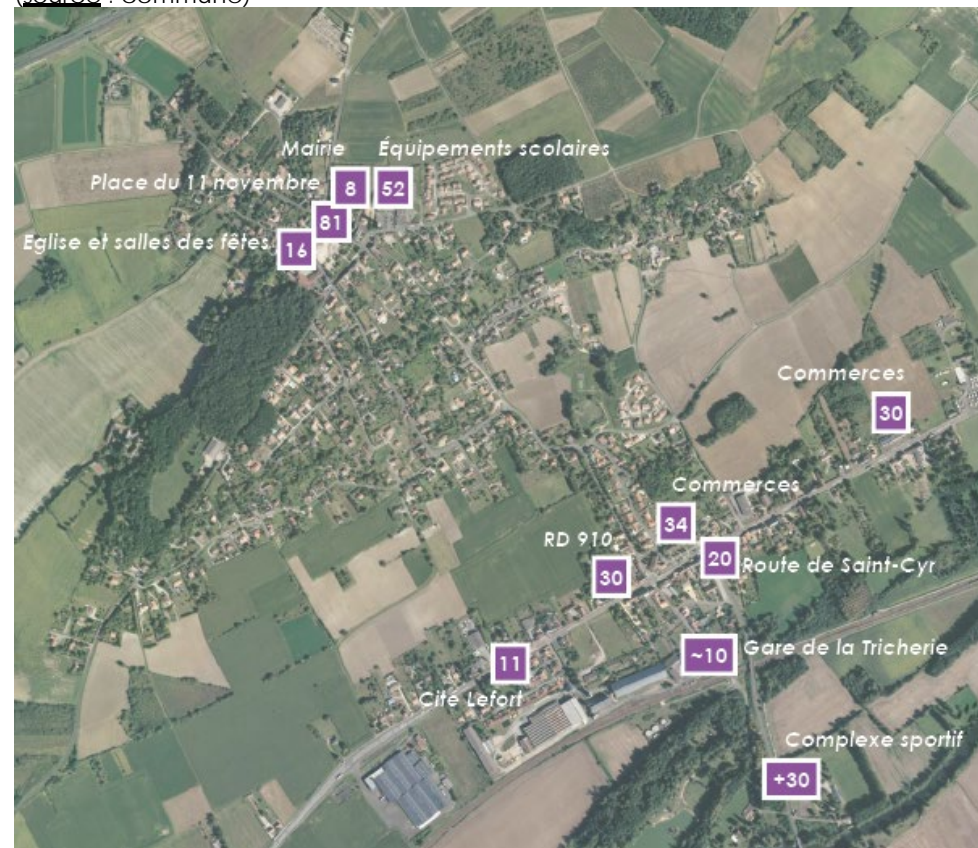 (source : commune)
Mairie
Équipements scolaires
Place du 11 novembre
8
52
81
Eglise et salles des fêtes
16
Commerces
30
Commerces
34
RD 910
20
Route de Saint-Cyr
30
~10
Gare de la Tricherie
11
Cité Lefort
Complexe sportif
+30